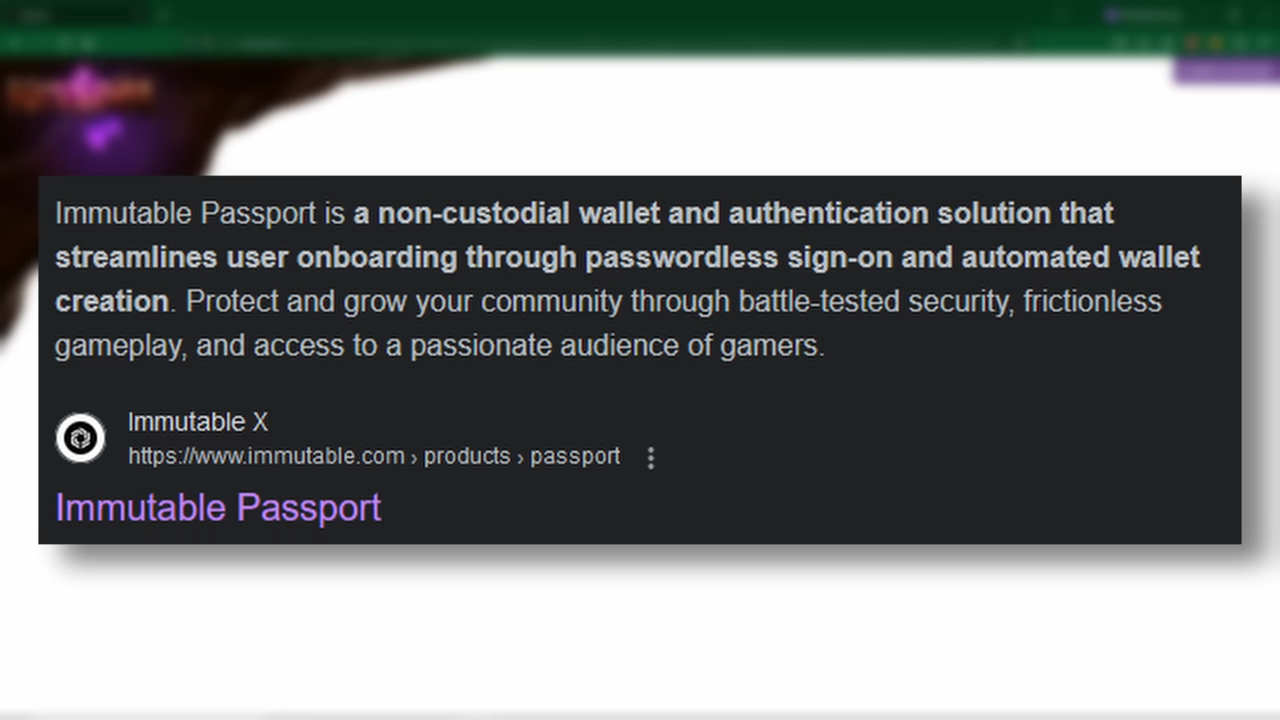 Immutable Passport is a non-custodial wallet and authentication solution that
streamlines user onboarding through passwordless sign-on and automated wallet
creation. Protect and grow your community through battle-tested security, frictionless
gameplay, and access to a passionate audience of gamers.
Immutable X
https://www.immutable.com › products › passport
Immutable Passport